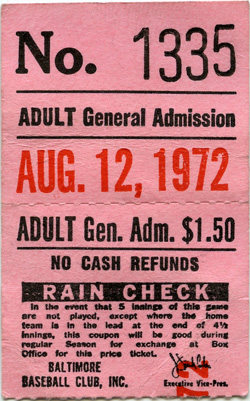 No. 1335
ADULT General Admission
AUG. 12, 1972
ADULT Gen. Adm. $1.50
NO CASH REFUNDS
RAIN CHECK
In the event that 5 innings of this game
are not played, except where the home
team is in the lead at the end of 4½
innings, this coupon will be good during
regular Season for exchange at Box
Office for this price ticket.
BALTIMORE
BASEBALL CLUB, INC.
Executive Vice-Pres.